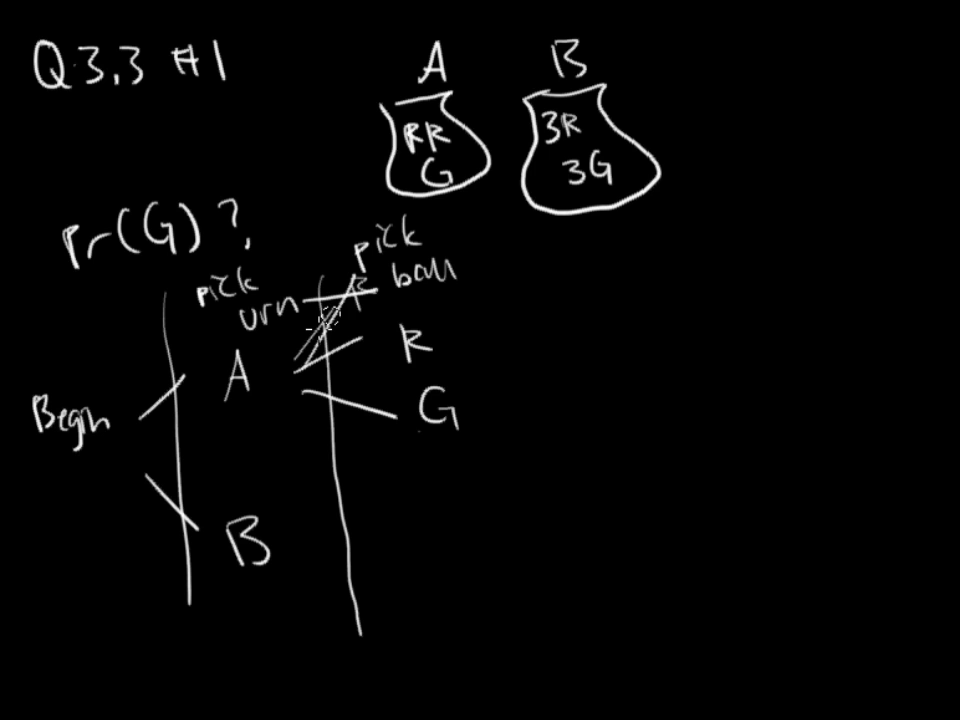 Q3.3 #1
A
B
RR
G
3R
3G
Pr(G)?
pick
urn
pick
ball
A
R
G
Begin
B